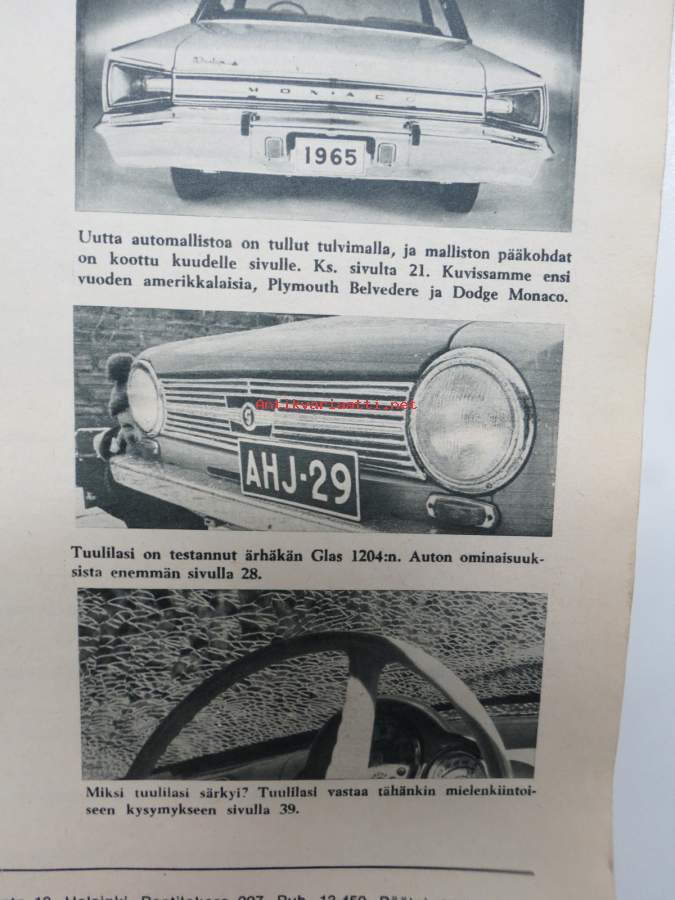 MONACO
1965
Uutta automallistoa on tullut tulvimalla, ja malliston pääkohdat
on koottu kuudelle sivulle. Ks. sivulta 21. Kuvissamme ensi
vuoden amerikkalaisia, Plymouth Belvedere ja Dodge Monaco.
Antikvariaatti.net
AHJ-29
Tuulilasi on testannut ärhäkän Glas 1204:n. Auton ominaisuuk-
sista enemmän sivulla 28.
Miksi tuulilasi särkyi? Tuulilasi vastaa tähänkin mielenkiintoi-
seen kysymykseen sivulla 39.